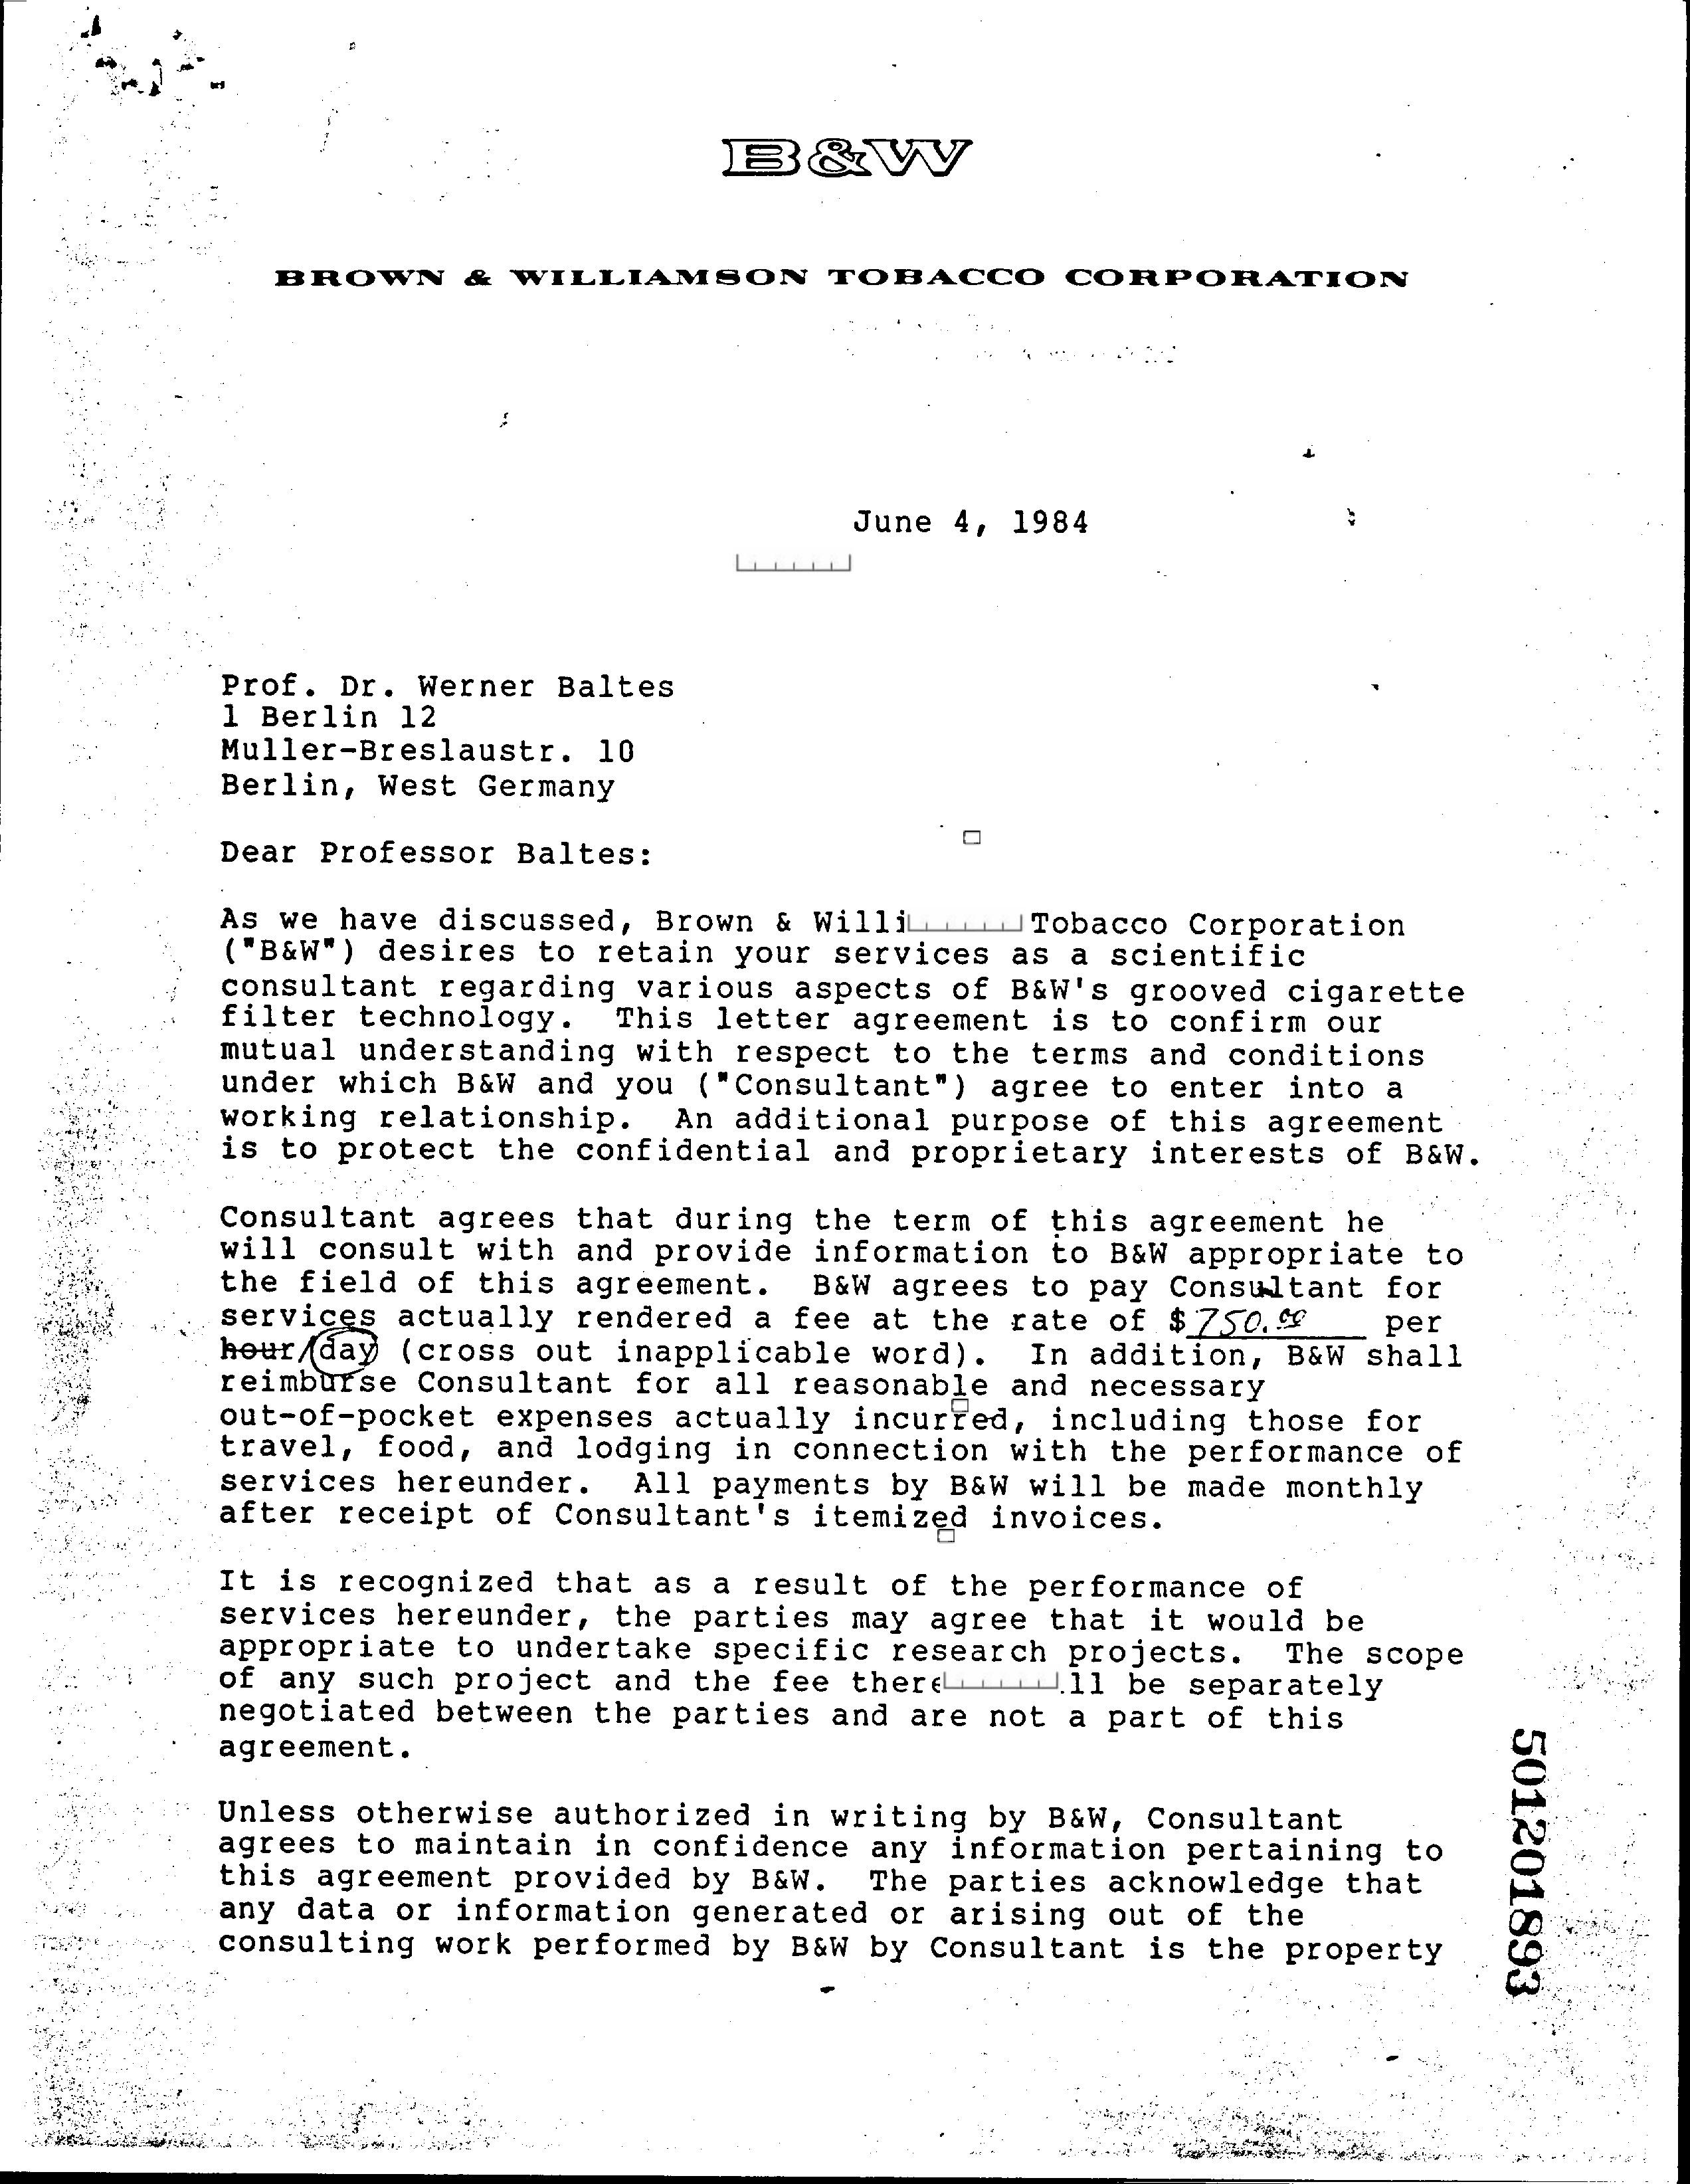 B&W
BROWN & WILLIAMSON TOBACCO CORPORATION
June 4, 1984
Prof. Dr. Werner Baltes
1 Berlin 12
Muller-Breslaustr. 10
Berlin, West Germany
Dear Professor Baltes:
As we have discussed, Brown & Tobacco Corporation
("B&W") desires to retain your services as a scientific
consultant regarding various aspects of B&W's grooved cigarette
filter technology. This letter agreement is to confirm our
mutual understanding with respect to the terms and conditions
under which B&W and you ("Consultant") agree to enter into a
working relationship. An additional purpose of this agreement
is to protect the confidential and proprietary interests of B&W.
Consultant agrees that during the term of this agreement he
will consult with and provide information to B&W appropriate to
the field of this agreement. B&W agrees to pay Consultant for
services actually rendered a fee at the rate of $750.00 per
hour/day (cross out inapplicable word). In addition, B&W shall
reimburse Consultant for all reasonable and necessary
out-of-pocket expenses actually incurred, including those for
travel, food, and lodging in connection with the performance of
services hereunder. All payments by B&W will be made monthly
after receipt of Consultant's itemized invoices.
It is recognized that as a result of the performance of
services hereunder, the parties may agree that it would be
appropriate to undertake specific research projects. The scope
of any such project and the fee be separately
negotiated between the parties and are not a part of this
agreement.
Unless otherwise authorized in writing by B&W, Consultant
agrees to maintain in confidence any information pertaining to
this agreement provided by B&W. The parties acknowledge that
any data or information generated or arising out of the
consulting work performed by B&W by Consultant is the property
501201893